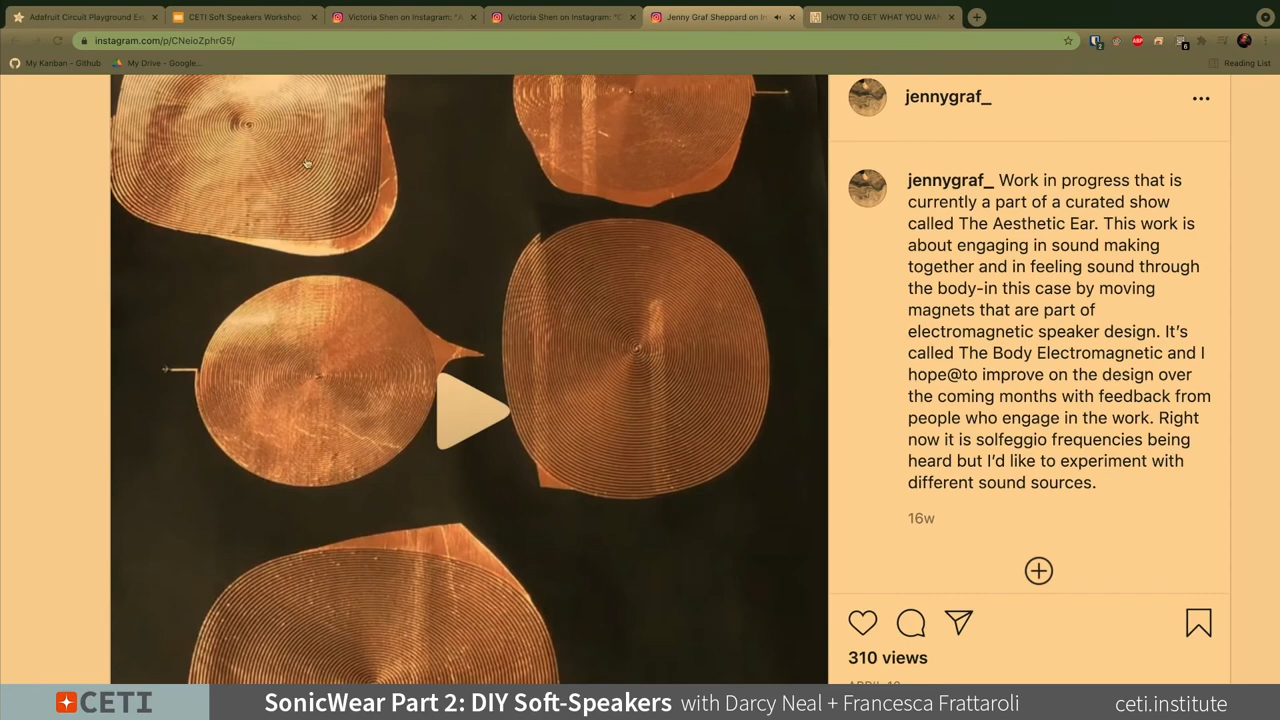 Adafruit Circuit Playground Ex
CETI Soft Speakers Workshop
Victoria Shen on Instagram: "A
Victoria Shen on Instagram: "C
Jenny Graf Sheppard on In
HOW TO GET WHAT YOU WAN
instagram.com/p/CNeioZphrG5/
My Kanban - Github
My Drive - Google...
Reading List
jennygraf_
jennygraf_ Work in progress that is
currently a part of a curated show
called The Aesthetic Ear. This work is
about engaging in sound making
together and in feeling sound through
the body-in this case by moving
magnets that are part of
electromagnetic speaker design. It's
called The Body Electromagnetic and I
hope@to improve on the design over
the coming months with feedback from
people who engage in the work. Right
now it is solfeggio frequencies being
heard but I'd like to experiment with
different sound sources.
16w
310 views
CETI
SonicWear Part 2: DIY Soft-Speakers with Darcy Neal + Francesca Frattaroli
ceti.institute